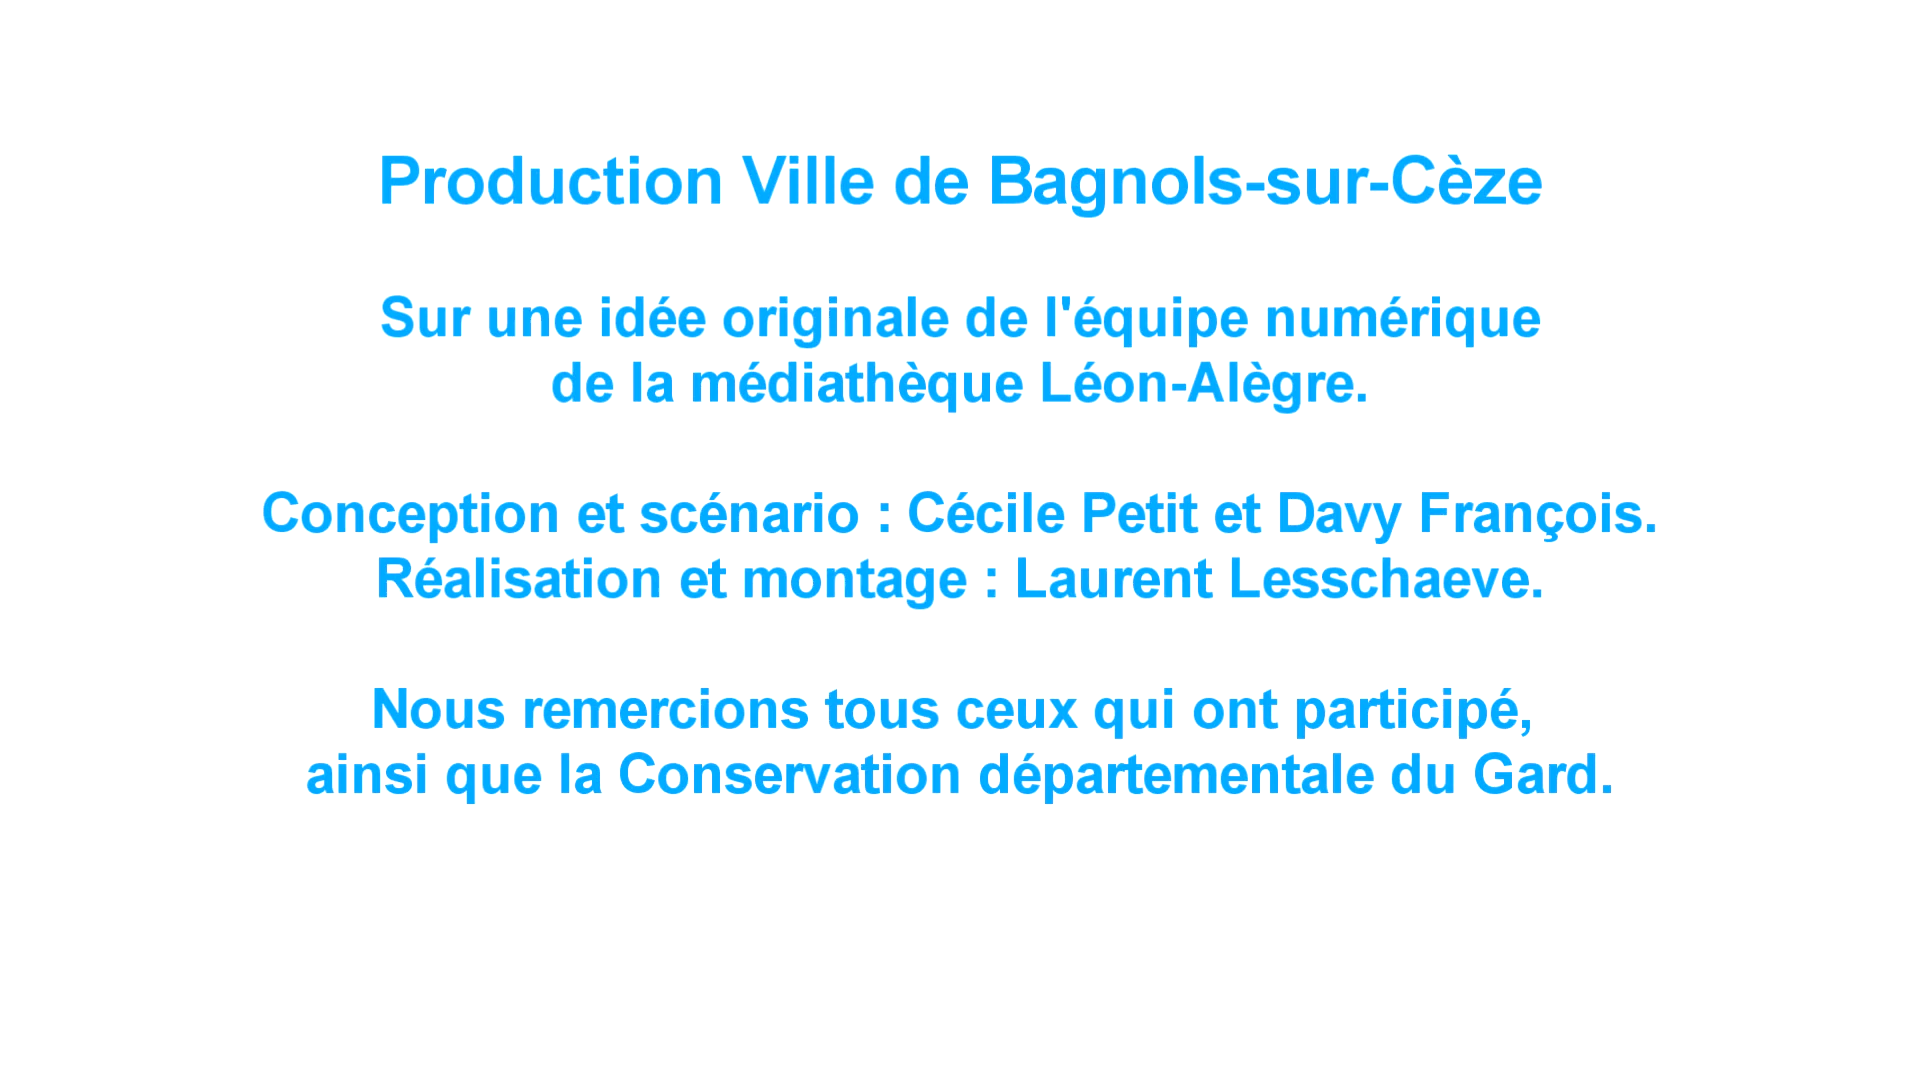 Production Ville de Bagnols-sur-Cèze
Sur une idée originale de l'équipe numérique
de la médiathèque Léon-Alègre.
Conception et scénario : Cécile Petit et Davy François.
Réalisation et montage : Laurent Lesschaeve.
Nous remercions tous ceux qui ont participé,
ainsi que la Conservation départementale du Gard.